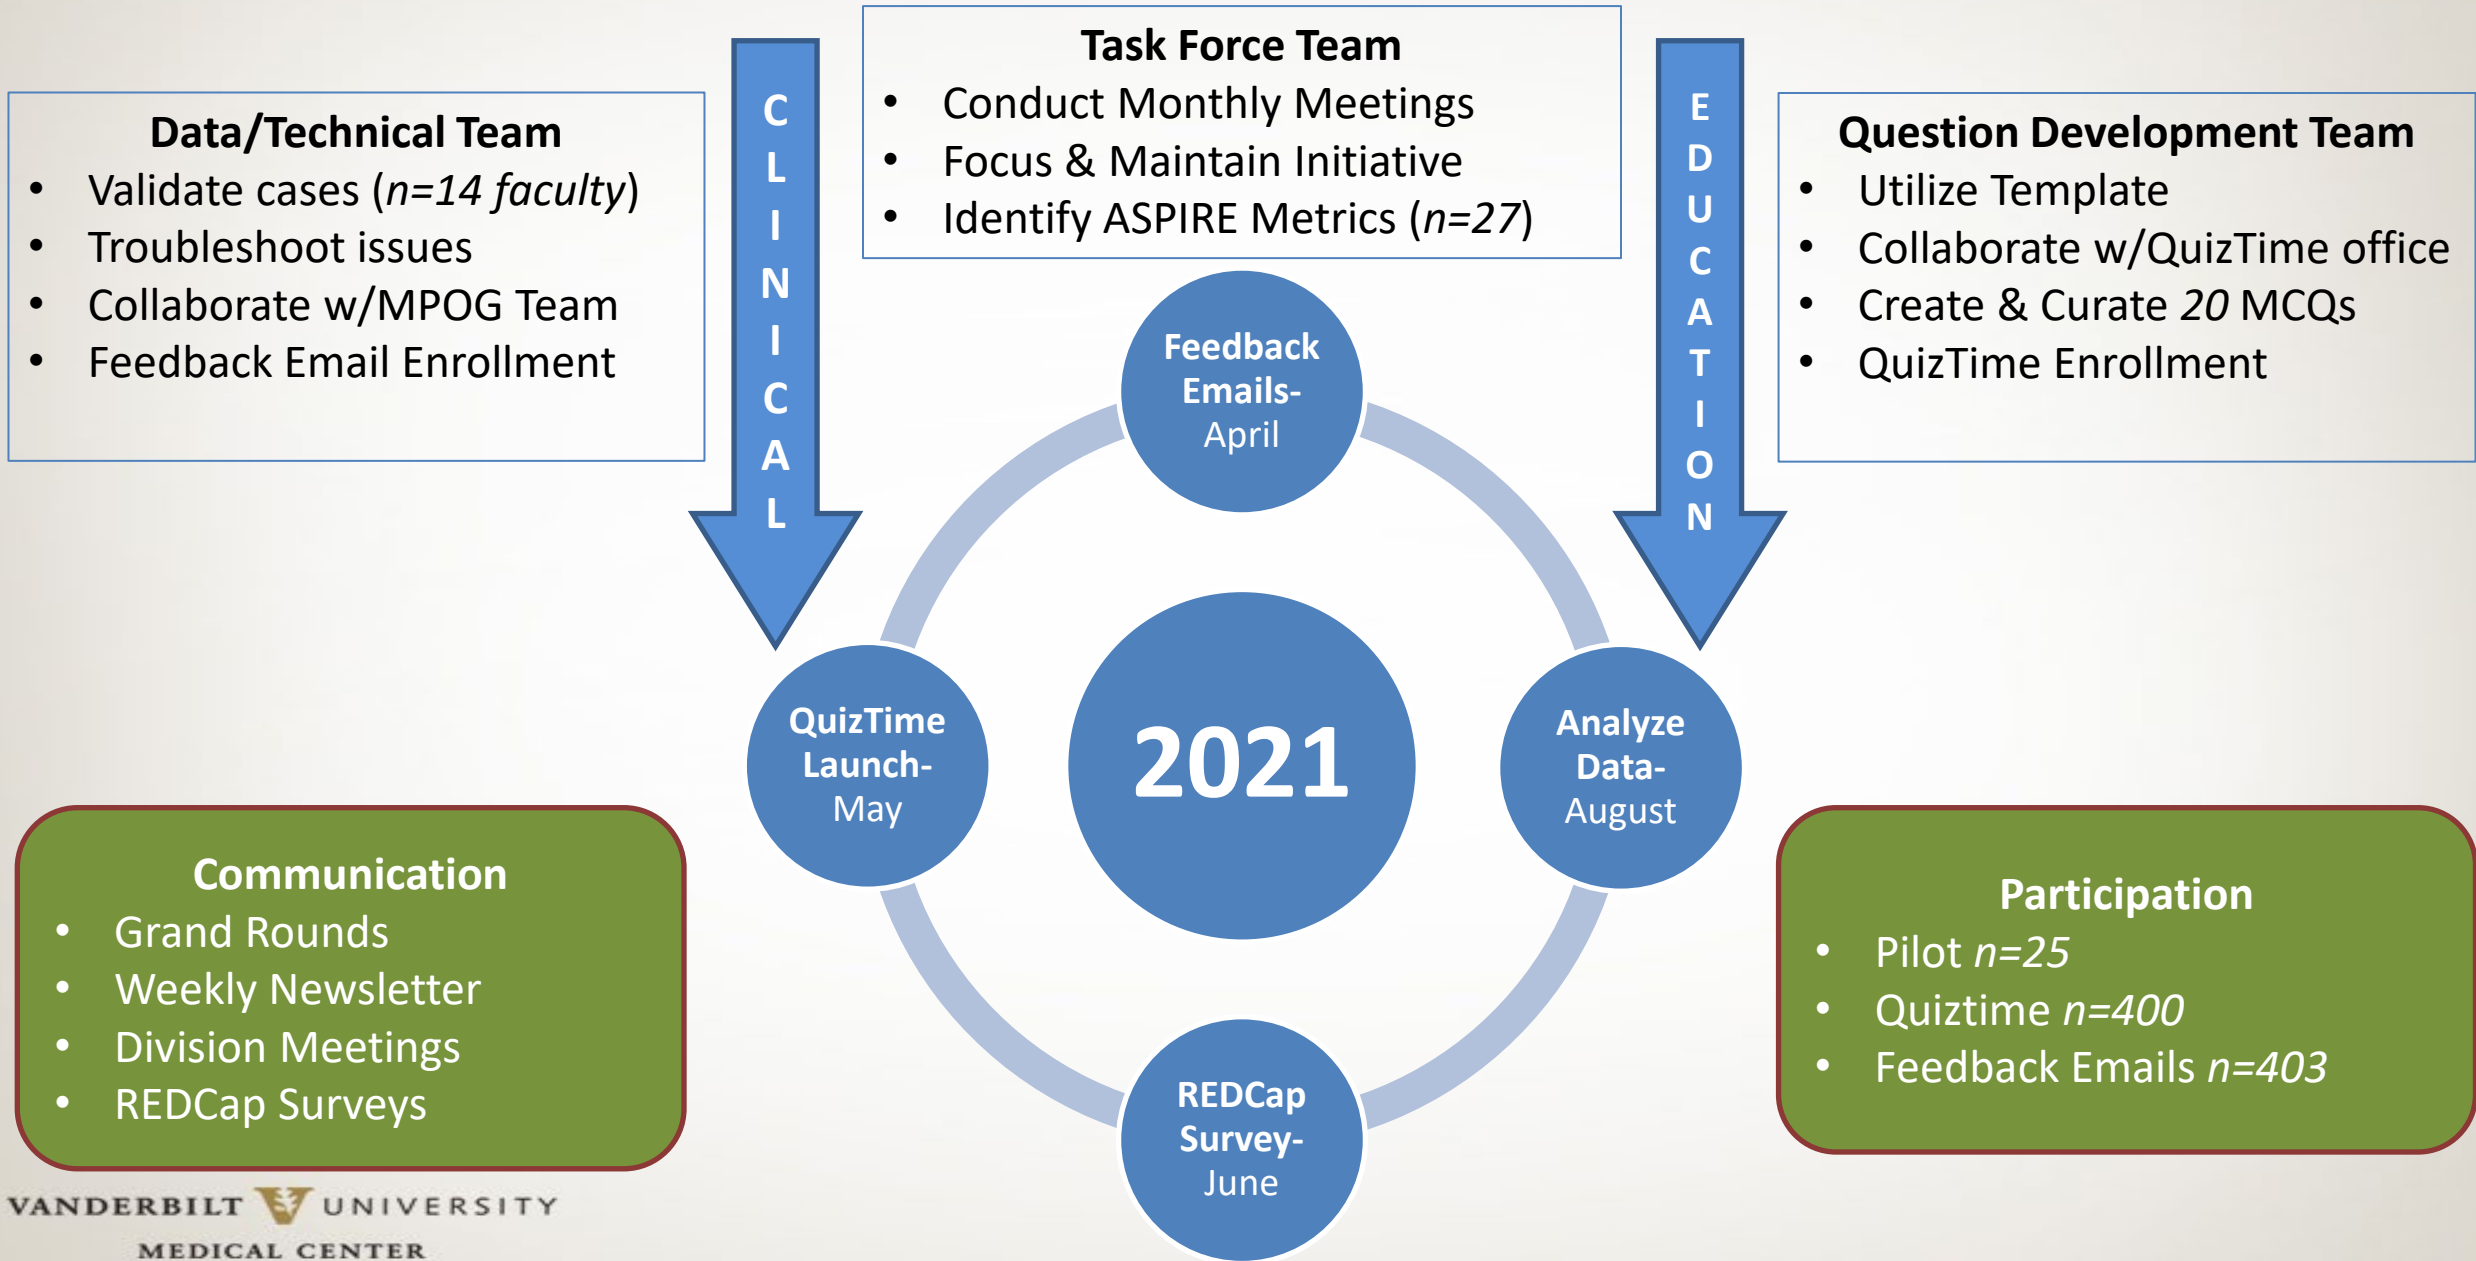 Task Force Team
• Conduct Monthly Meetings
• Focus & Maintain Initiative
• Identify ASPIRE Metrics (n=27)
Data/Technical Team
• Validate cases (n=14 faculty)
• Troubleshoot issues
• Collaborate w/MPOG Team
• Feedback Email Enrollment
CLINICAL
EDUCATION
Question Development Team
• Utilize Template
• Collaborate w/QuizTime office
• Create & Curate 20 MCQs
• QuizTime Enrollment
Feedback
Emails-
April
QuizTime
Launch-
May
2021
Analyze
Data-
August
REDCap
Survey-
June
Communication
• Grand Rounds
• Weekly Newsletter
• Division Meetings
• REDCap Surveys
Participation
• Pilot n=25
• Quiztime n=400
• Feedback Emails n=403
VANDERBILT UNIVERSITY
MEDICAL CENTER